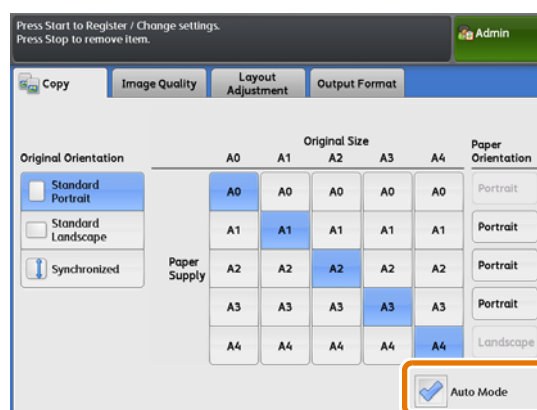 Press Start to Register / Change settings.
Press Stop to remove item.
Admin
Copy
Image Quality
Layout
Adjustment
Output Format
Original Size
Original Orientation
A0 A1 A2 A3 A4
Paper
Orientation
Standard
Portrait
A0 A0 A0 A0 A0
Portrait
Standard
Landscape
A1 A1 A1 A1 A1
Portrait
Synchronized
Paper
Supply
A2 A2 A2 A2 A2
Portrait
A3 A3 A3 A3 A3
Portrait
A4 A4 A4 A4 A4
Landscape
Auto Mode